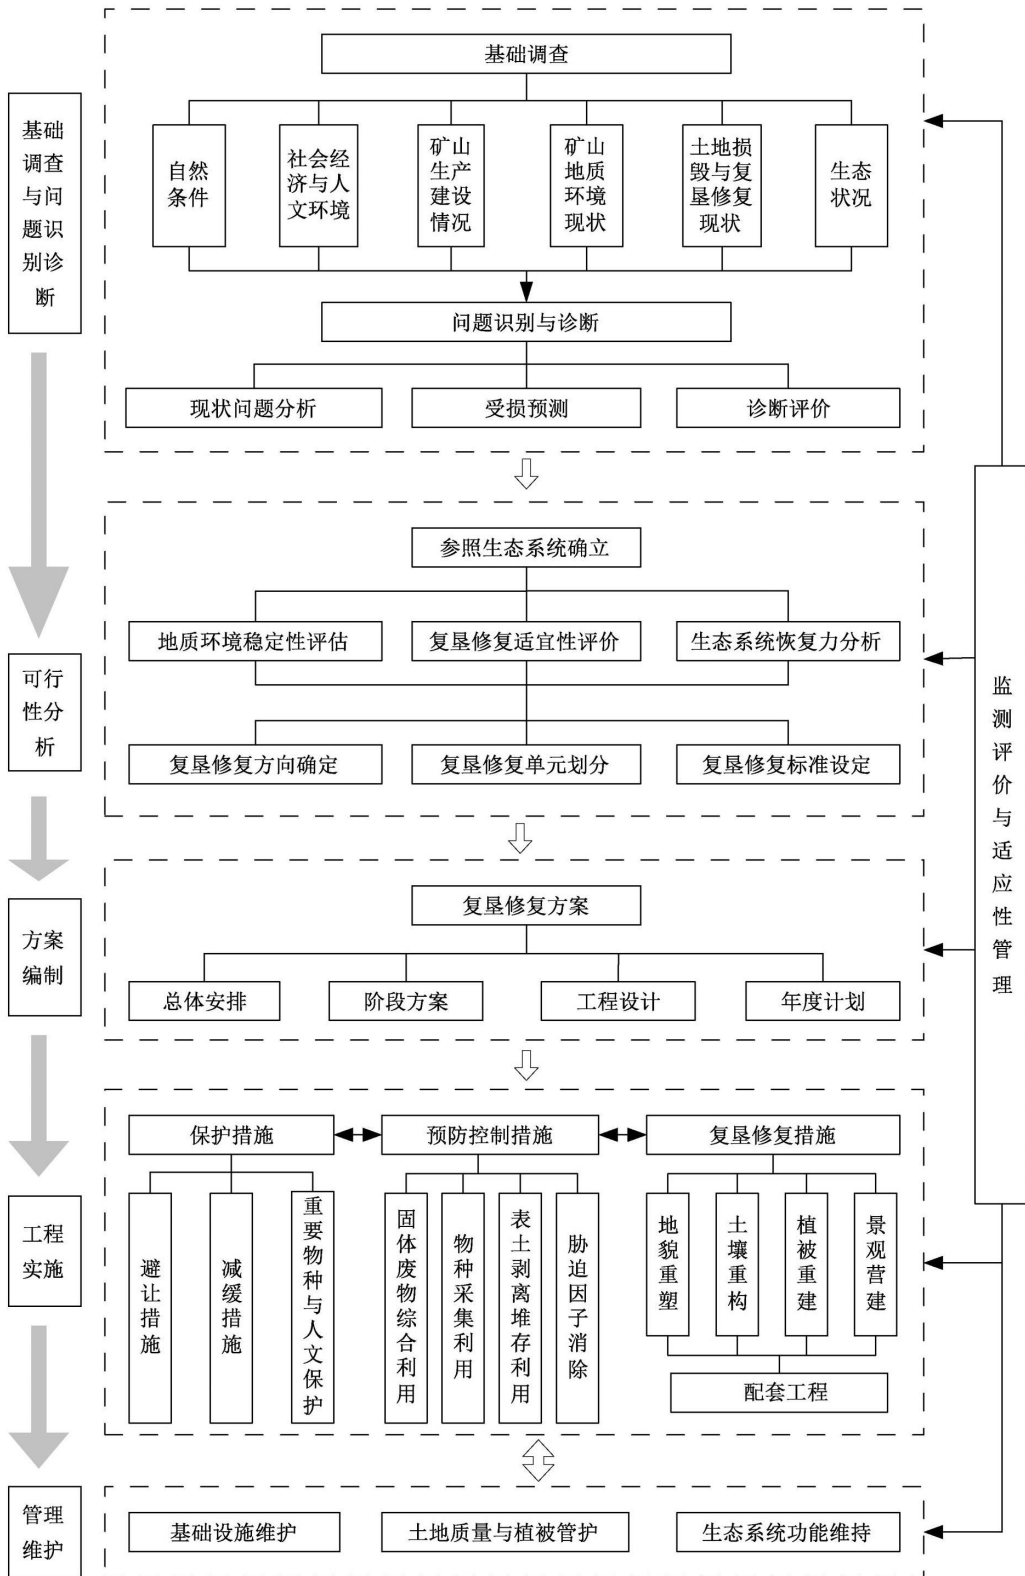 基础调查
基础
调查
与问
题识
别诊
断
自然
条件
社会经
济与人
文环境
矿山
生产
建设
情况
矿山
地质
环境
现状
土地损
毁与复
垦修复
现状
生态
状况
问题识别与诊断
现状问题分析
受损预测
诊断评价
参照生态系统确立
地质环境稳定性评估
复垦修复适宜性评价
生态系统恢复力分析
可行
性分
析
复垦修复方向确定
复垦修复单元划分
复垦修复标准设定
监测评价与适应性管理
复垦修复方案
方案
编制
总体安排
阶段方案
工程设计
年度计划
保护措施
预防控制措施
复垦修复措施
工程
实施
避让措施
减缓措施
重要物种与人文保护
固体废物综合利用
物种采集利用
表土剥离堆存利用
胁迫因子消除
地貌重塑
土壤重构
植被重建
景观营建
配套工程
管理
维护
基础设施维护
土地质量与植被管护
生态系统功能维持